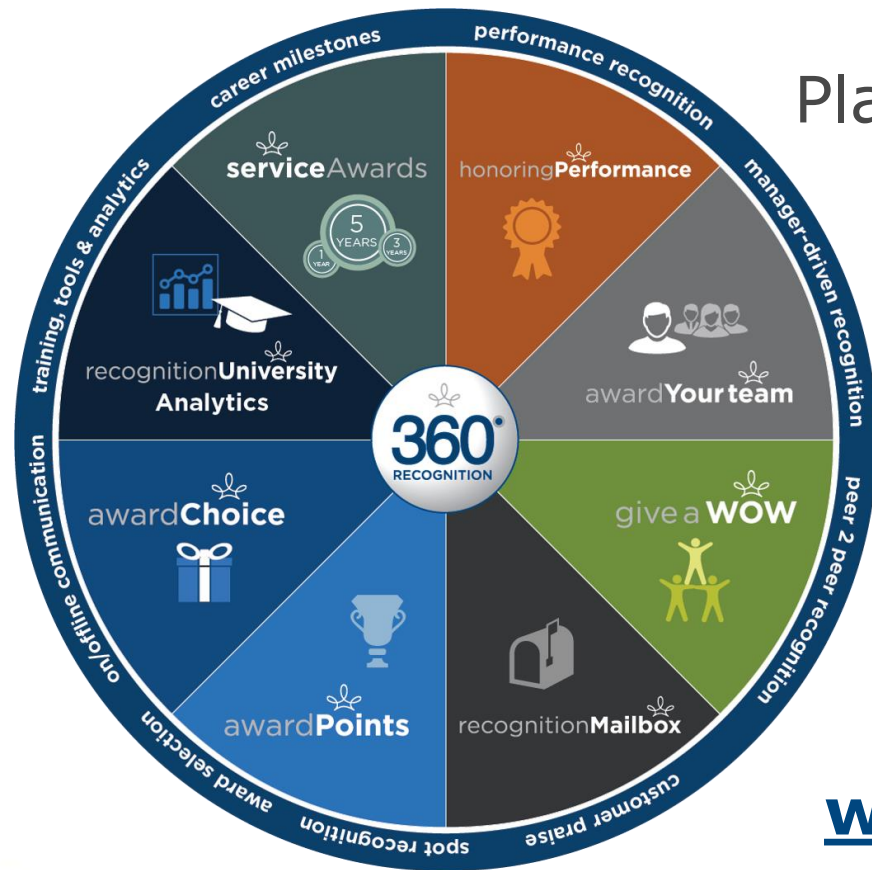 career milestones
performance recognition
manager-driven recognition
peer 2 peer recognition
customer praise
spot recognition
award selection
on/offline communication
training, tools & analytics
serviceAwards
5
YEARS
1
YEAR
3
YEARS
honoringPerformance
awardYourteam
give a WOW
recognitionMailbox
awardPoints
awardChoice
recognitionUniversity
Analytics
360°
RECOGNITION
Pla
w